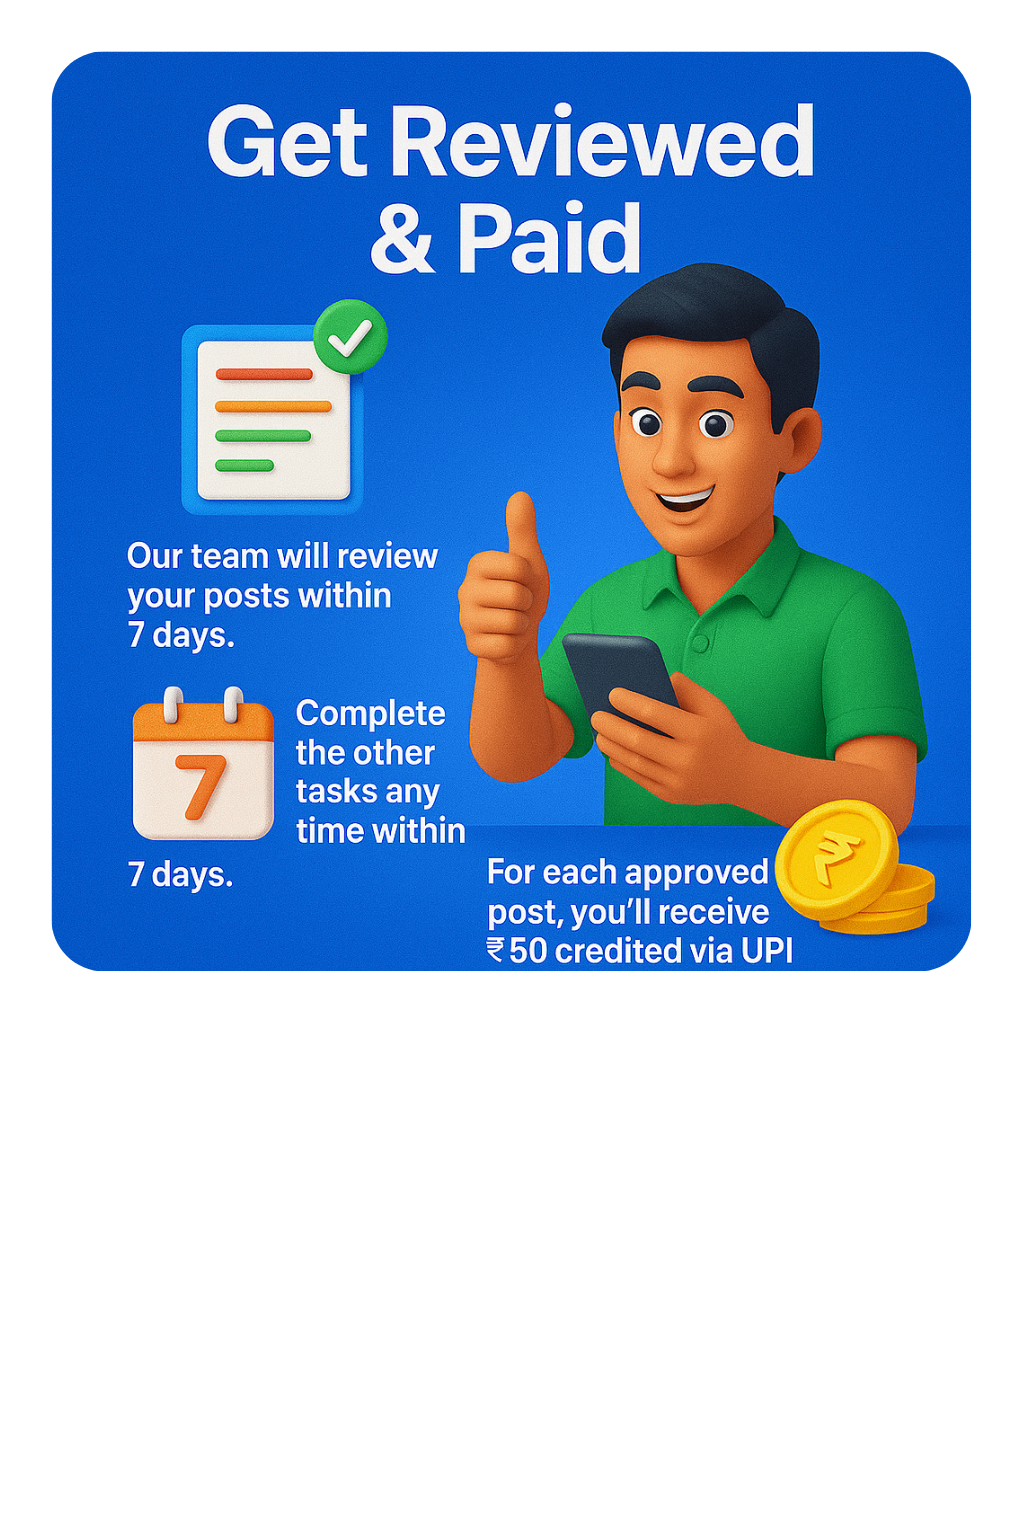 Get Reviewed
& Paid
Our team will review
your posts within
7 days.
7
Complete
the other
tasks any
time within
7 days.
₹
For each approved
post, you’ll receive
₹50 credited via UPI